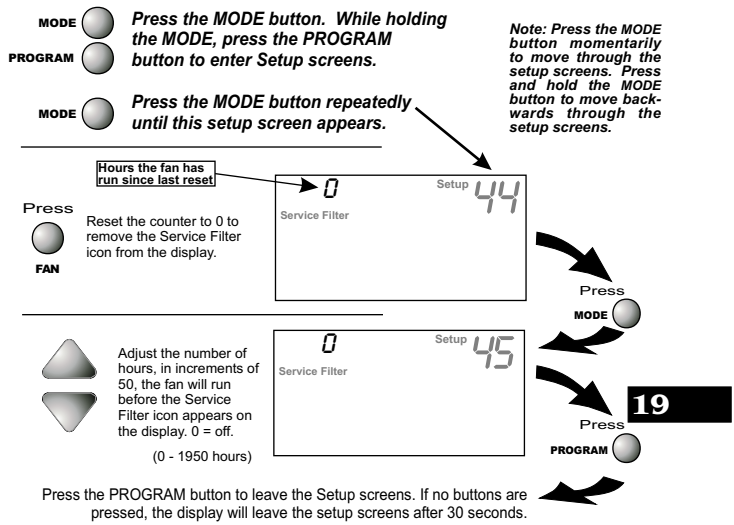 MODE
PROGRAM
Press the MODE button. While holding
the MODE, press the PROGRAM
button to enter Setup screens.
Note: Press the MODE
button momentarily
to move through the
setup screens. Press
and hold the MODE
button to move back-
wards through the
setup screens.
MODE
Press the MODE button repeatedly
until this setup screen appears.
Hours the fan has
run since last reset
0
Setup 44
Service Filter
Press
FAN
Reset the counter to 0 to
remove the Service Filter
icon from the display.
Press
MODE
0
Setup 45
Service Filter
Adjust the number of
hours, in increments of
50, the fan will run
before the Service
Filter icon appears on
the display. 0 = off.
(0 - 1950 hours)
19
Press
PROGRAM
Press the PROGRAM button to leave the Setup screens. If no buttons are
pressed, the display will leave the setup screens after 30 seconds.